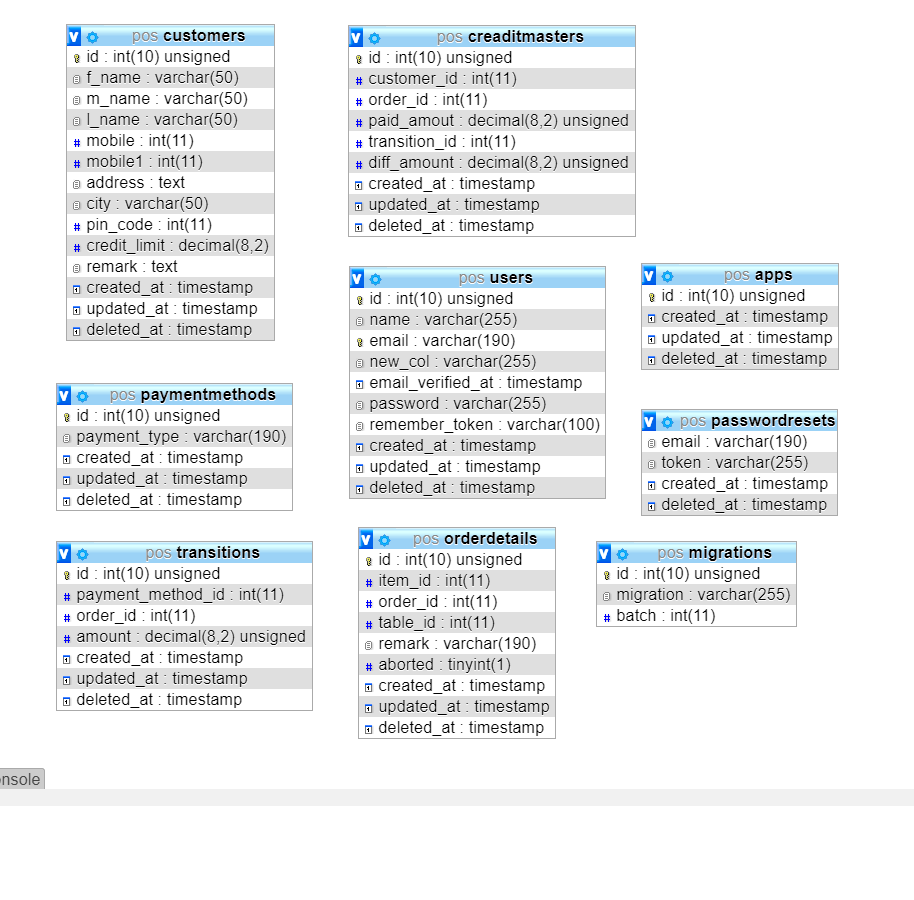 pos customers
id : int(10) unsigned
f_name : varchar(50)
m_name : varchar(50)
l_name : varchar(50)
mobile : int(11)
mobile1 : int(11)
address : text
city : varchar(50)
pin_code : int(11)
credit_limit : decimal(8,2)
remark : text
created_at : timestamp
updated_at : timestamp
deleted_at : timestamp
pos creaditmasters
id : int(10) unsigned
customer_id : int(11)
order_id : int(11)
paid_amout : decimal(8,2) unsigned
transition_id : int(11)
diff_amount : decimal(8,2) unsigned
created_at : timestamp
updated_at : timestamp
deleted_at : timestamp
pos users
id : int(10) unsigned
name : varchar(255)
email : varchar(190)
new_col : varchar(255)
email_verified_at : timestamp
password : varchar(255)
remember_token : varchar(100)
created_at : timestamp
updated_at : timestamp
deleted_at : timestamp
pos apps
id : int(10) unsigned
created_at : timestamp
updated_at : timestamp
deleted_at : timestamp
pos paymentmethods
id : int(10) unsigned
payment_type : varchar(190)
created_at : timestamp
updated_at : timestamp
deleted_at : timestamp
pos passwordresets
email : varchar(190)
token : varchar(255)
created_at : timestamp
deleted_at : timestamp
pos transitions
id : int(10) unsigned
payment_method_id : int(11)
order_id : int(11)
amount : decimal(8,2) unsigned
created_at : timestamp
updated_at : timestamp
deleted_at : timestamp
pos orderdetails
id : int(10) unsigned
item_id : int(11)
order_id : int(11)
table_id : int(11)
remark : varchar(190)
aborted : tinyint(1)
created_at : timestamp
updated_at : timestamp
deleted_at : timestamp
pos migrations
id : int(10) unsigned
migration : varchar(255)
batch : int(11)
onsole